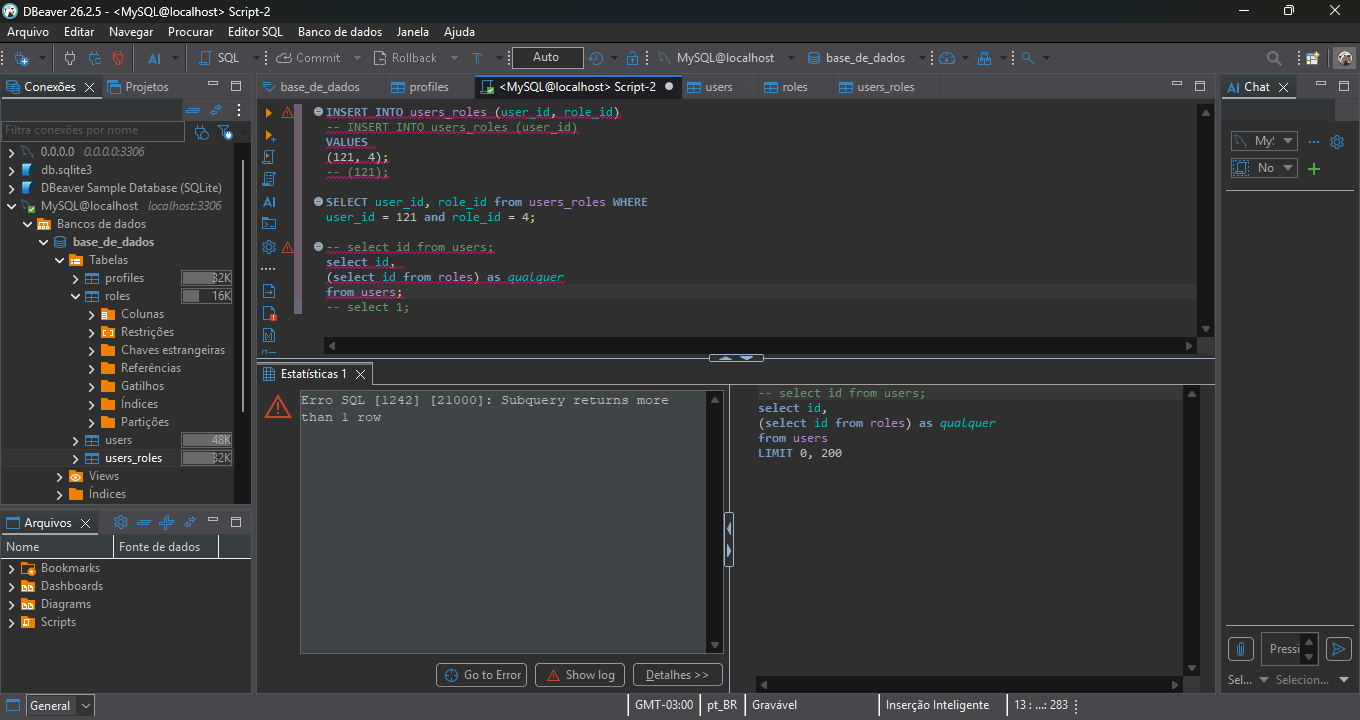 DBeaver 26.2.5 - <MySQL@localhost> Script-2
Arquivo Editar Navegar Procurar Editor SQL Banco de dados Janela Ajuda
AI SQL Commit Rollback T Auto MySQL@localhost base_de_dados
Conexões Projetos
base_de_dados profiles <MySQL@localhost> Script-2 users roles users_roles
AI Chat
Filtra conexões por nome
0.0.0.0 0.0.0.0:3306
db.sqlite3
DBeaver Sample Database (SQLite)
MySQL@localhost localhost:3306
Bancos de dados
base_de_dados
Tabelas
profiles 32K
roles 16K
Colunas
Restrições
Chaves estrangeiras
Referências
Gatilhos
Índices
Partições
users 48K
users_roles 32K
Views
Índices
AI
INSERT INTO users_roles (user_id, role_id)
-- INSERT INTO users_roles (user_id)
VALUES
(121, 4);
-- (121);
SELECT user_id, role_id from users_roles WHERE
user_id = 121 and role_id = 4;
-- select id from users;
select id,
(select id from roles) as qualquer
from users;
-- select 1;
My:
No
Estatísticas 1
Erro SQL [1242] [21000]: Subquery returns more
than 1 row
-- select id from users;
select id,
(select id from roles) as qualquer
from users
LIMIT 0, 200
Go to Error Show log Detalhes >>
Arquivos
Nome Fonte de dados
Bookmarks
Dashboards
Diagrams
Scripts
Pressi
Sel... Selecion...
General
GMT-03:00 pt_BR Gravável Inserção Inteligente 13 : ...: 283